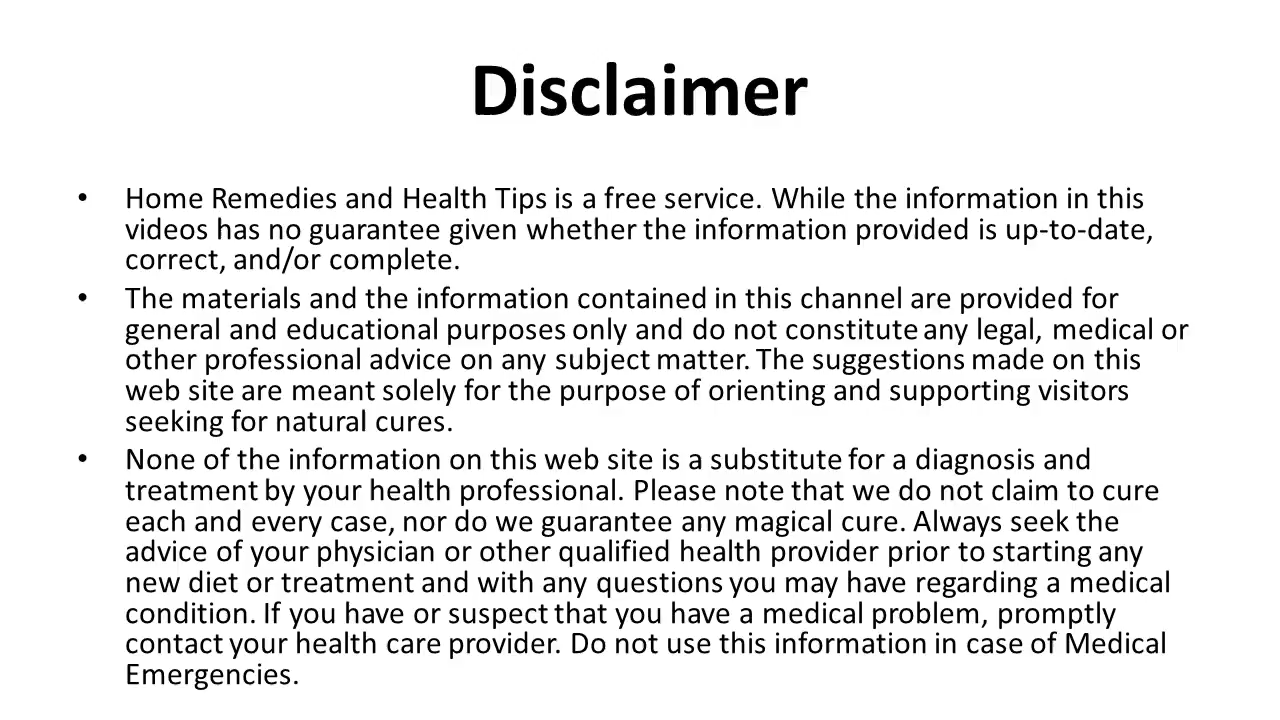 Disclaimer
• Home Remedies and Health Tips is a free service. While the information in this
videos has no guarantee given whether the information provided is up-to-date,
correct, and/or complete.
• The materials and the information contained in this channel are provided for
general and educational purposes only and do not constitute any legal, medical or
other professional advice on any subject matter. The suggestions made on this
web site are meant solely for the purpose of orienting and supporting visitors
seeking for natural cures.
• None of the information on this web site is a substitute for a diagnosis and
treatment by your health professional. Please note that we do not claim to cure
each and every case, nor do we guarantee any magical cure. Always seek the
advice of your physician or other qualified health provider prior to starting any
new diet or treatment and with any questions you may have regarding a medical
condition. If you have or suspect that you have a medical problem, promptly
contact your health care provider. Do not use this information in case of Medical
Emergencies.